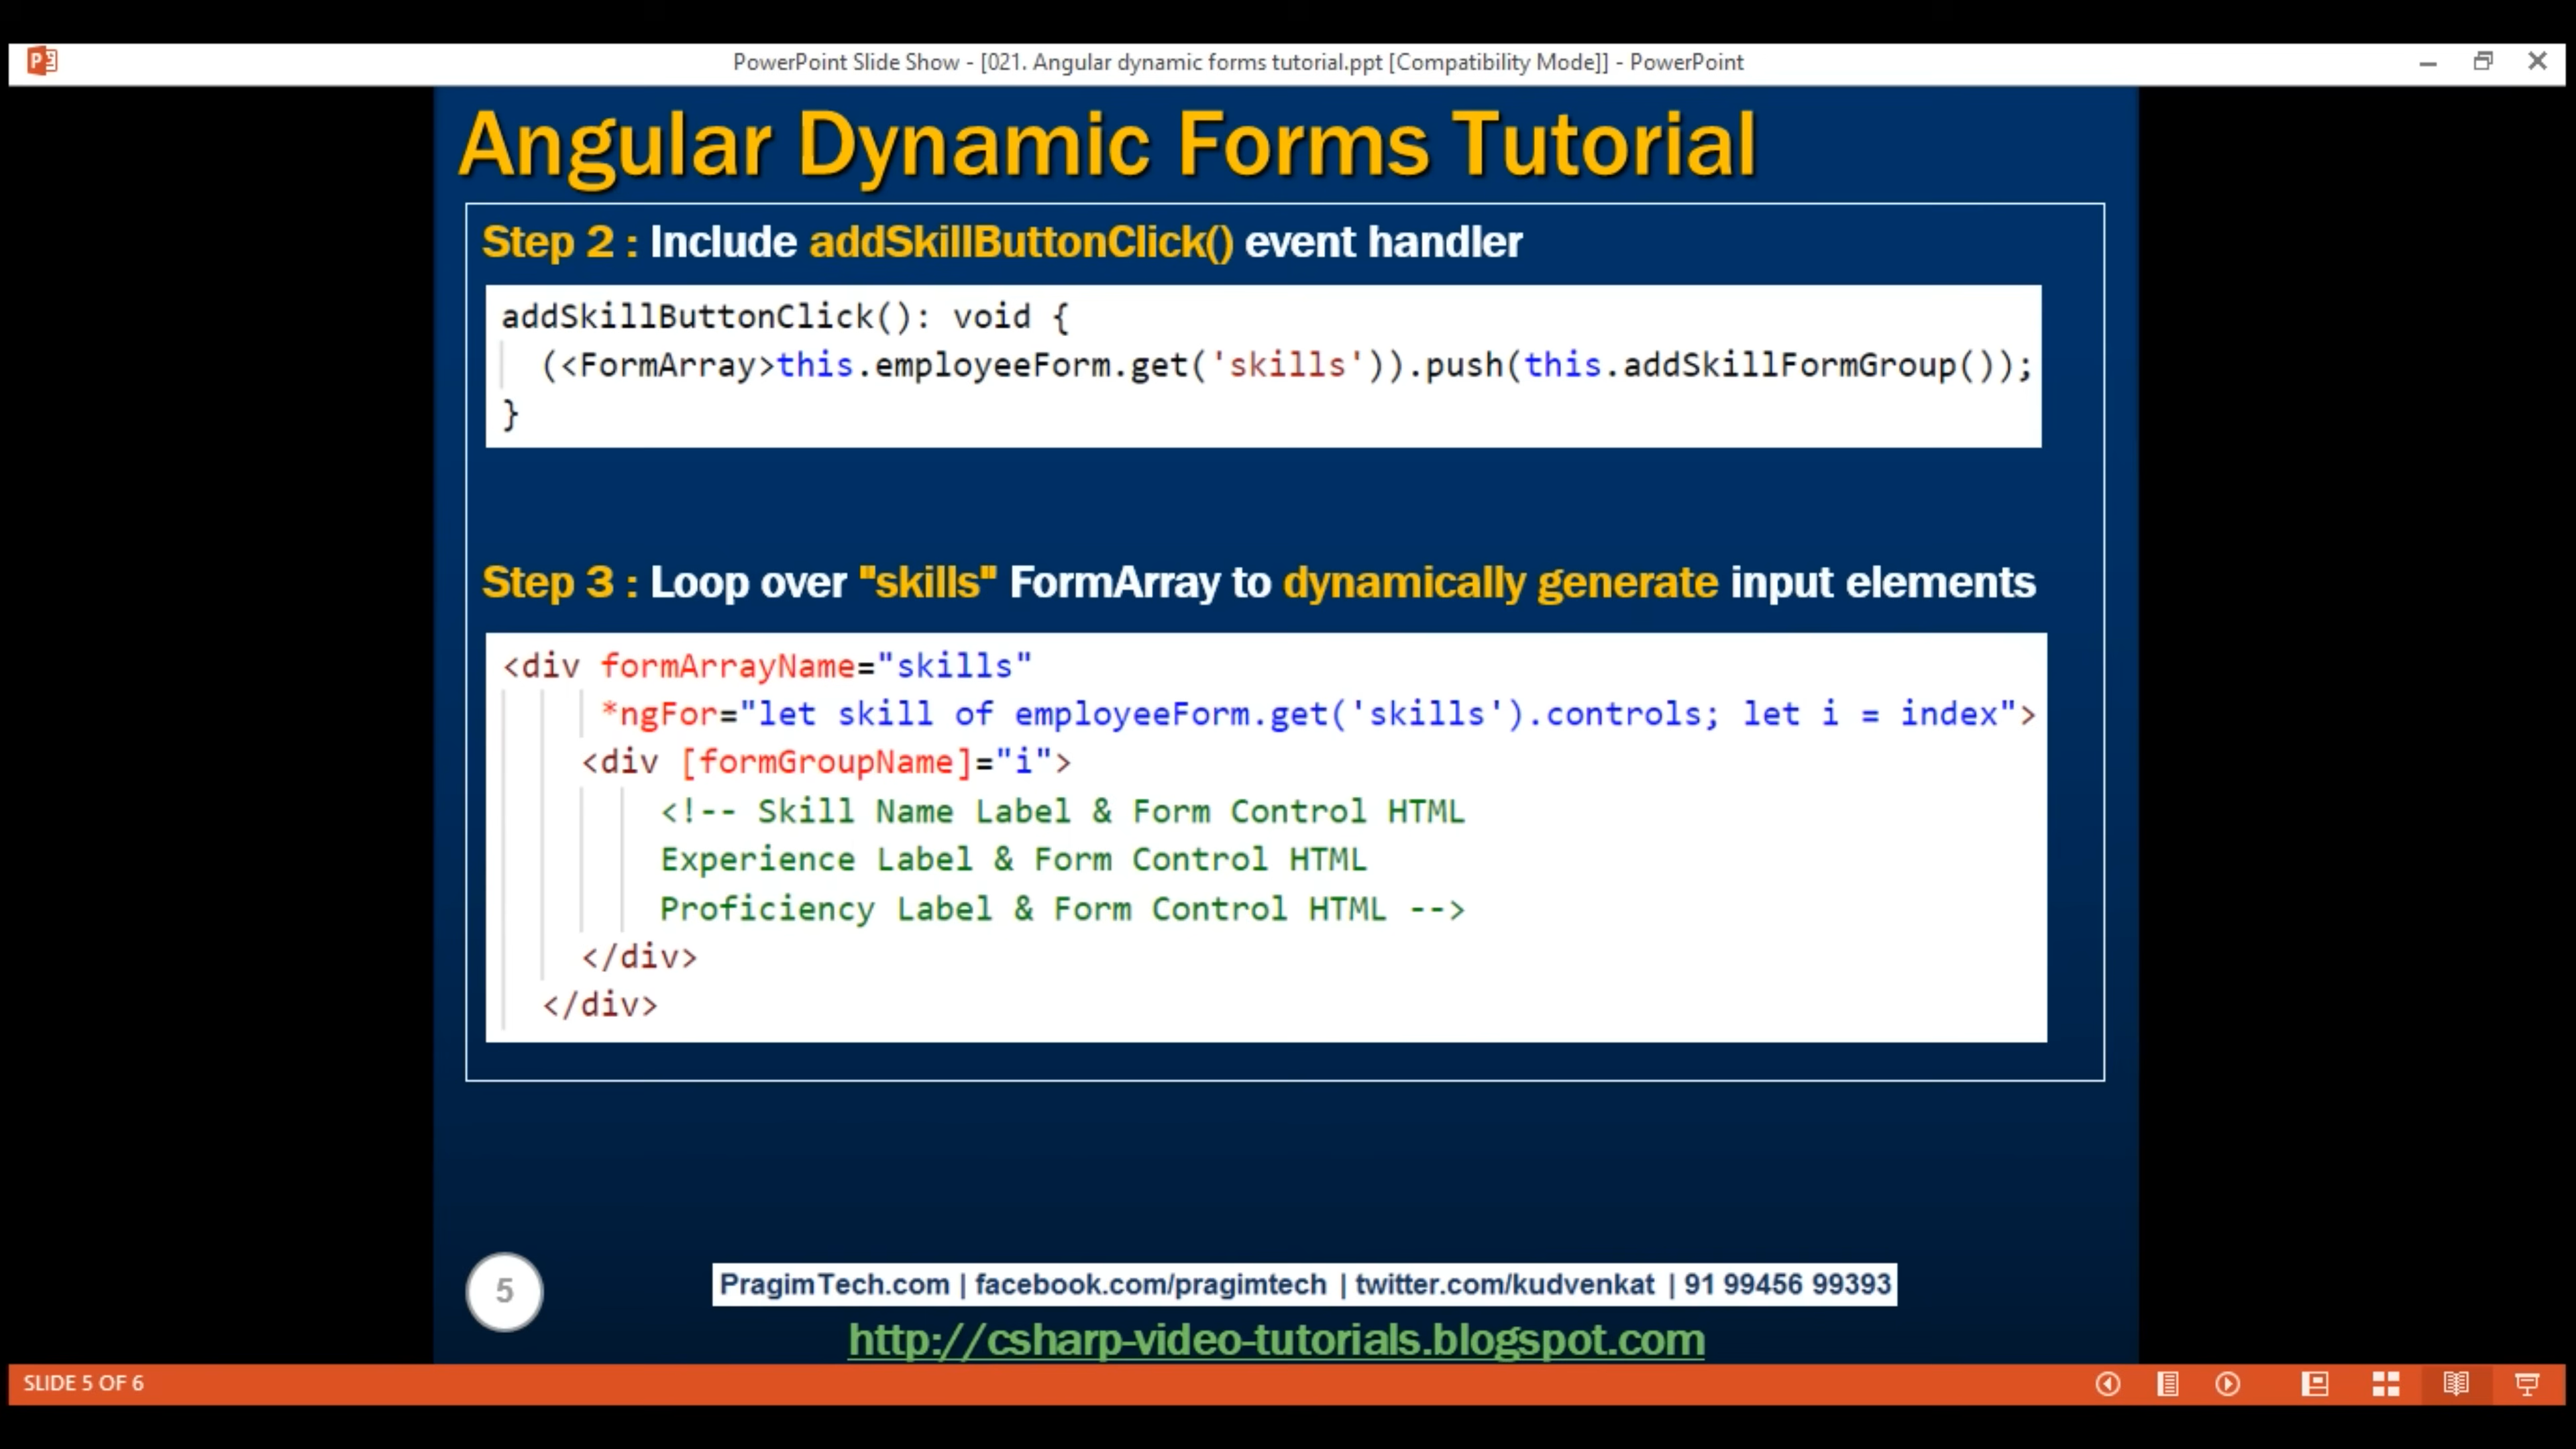 PowerPoint Slide Show - [021. Angular dynamic forms tutorial.ppt [Compatibility Mode]] - PowerPoint
Angular Dynamic Forms Tutorial
Step 2 : Include addSkillButtonClick() event handler
addSkillButtonClick(): void {
(<FormArray>this.employeeForm.get('skills')).push(this.addSkillFormGroup());
}
Step 3 : Loop over "skills" FormArray to dynamically generate input elements
<div formArrayName="skills"
*ngFor="let skill of employeeForm.get('skills').controls; let i = index">
<div [formGroupName]="i">
<!-- Skill Name Label & Form Control HTML
Experience Label & Form Control HTML
Proficiency Label & Form Control HTML -->
</div>
</div>
5
PragimTech.com | facebook.com/pragimtech | twitter.com/kudvenkat | 91 99456 99393
http://csharp-video-tutorials.blogspot.com
SLIDE 5 OF 6